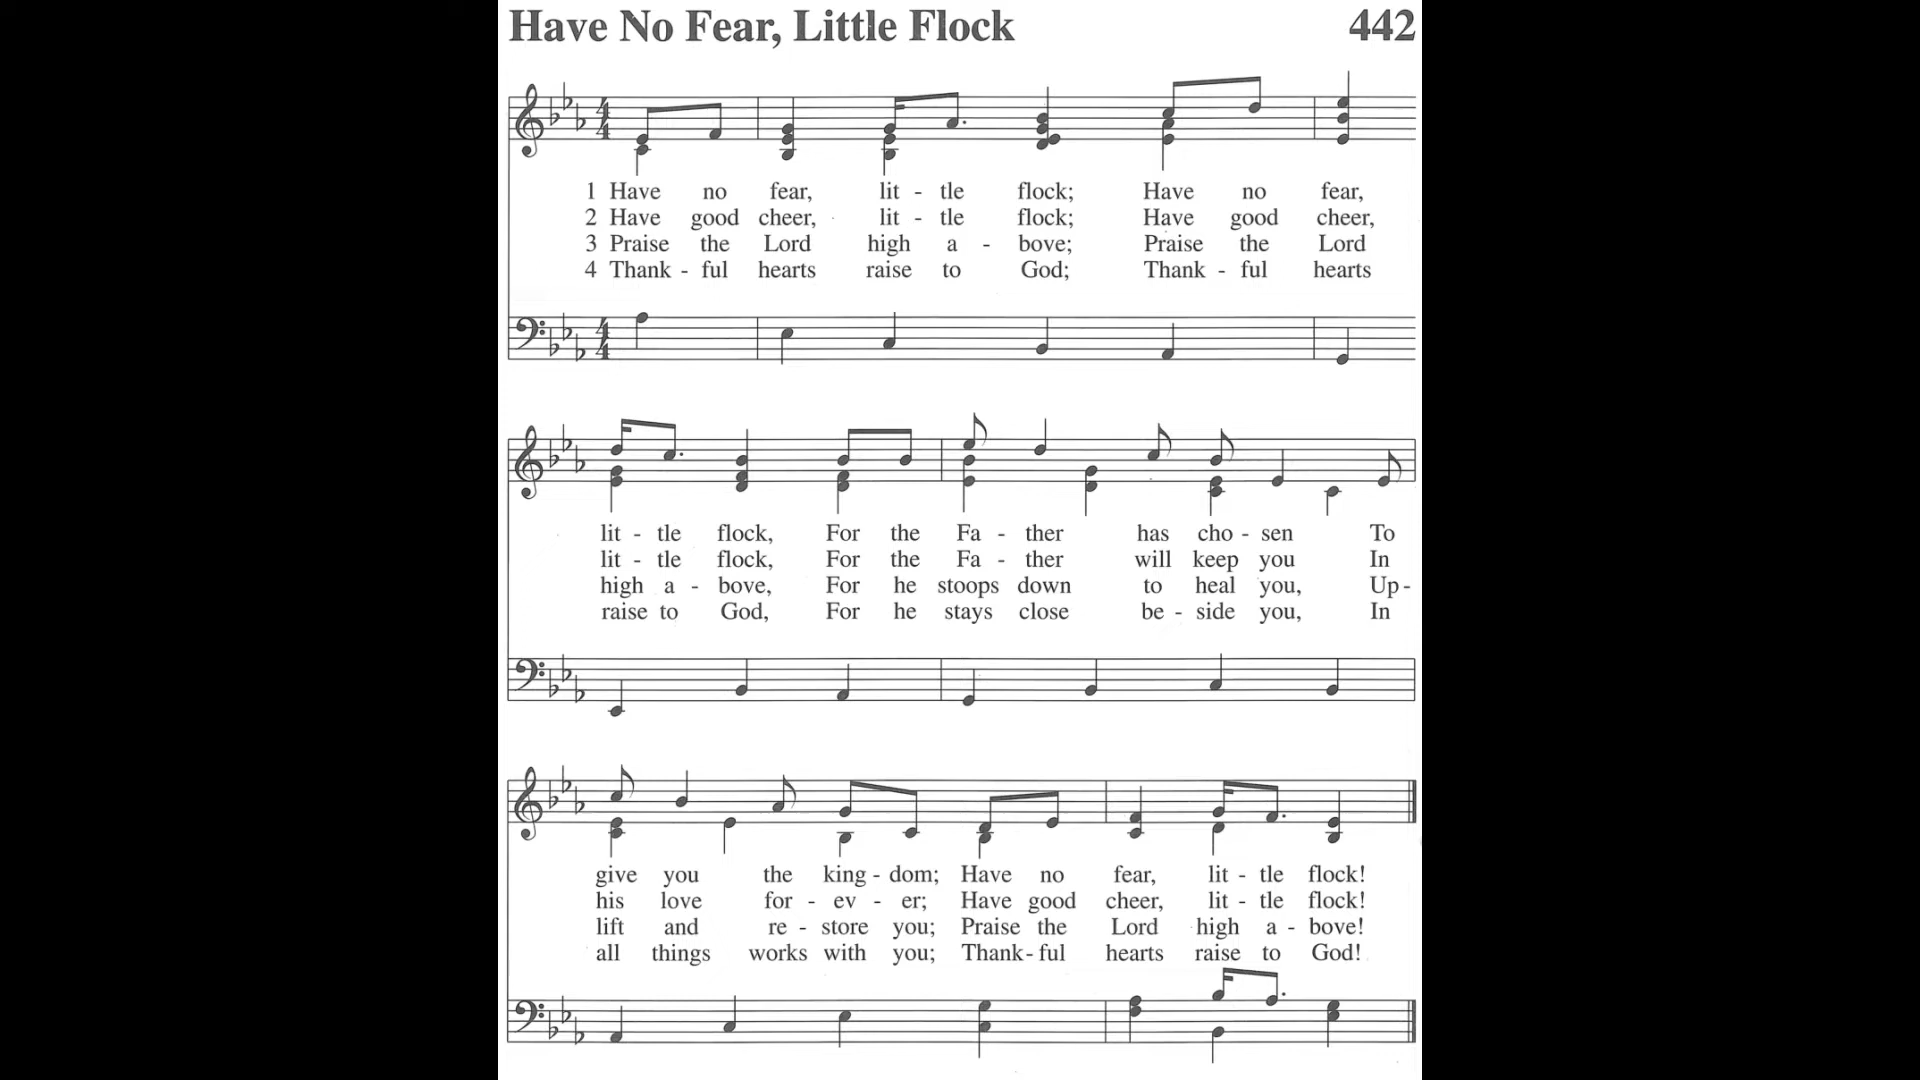 Have No Fear, Little Flock 442
1 Have no fear, lit - tle flock; Have no fear,
2 Have good cheer, lit - tle flock; Have good cheer,
3 Praise the Lord high a - bove; Praise the Lord
4 Thank - ful hearts raise to God; Thank - ful hearts
lit - tle flock, For the Fa - ther has cho - sen To
lit - tle flock, For the Fa - ther will keep you In
high a - bove, For he stoops down to heal you, Up -
raise to God, For he stays close be - side you, In
give you the king - dom; Have no fear, lit - tle flock!
his love for - ev - er; Have good cheer, lit - tle flock!
lift and re - store you; Praise the Lord high a - bove!
all things works with you; Thank - ful hearts raise to God!